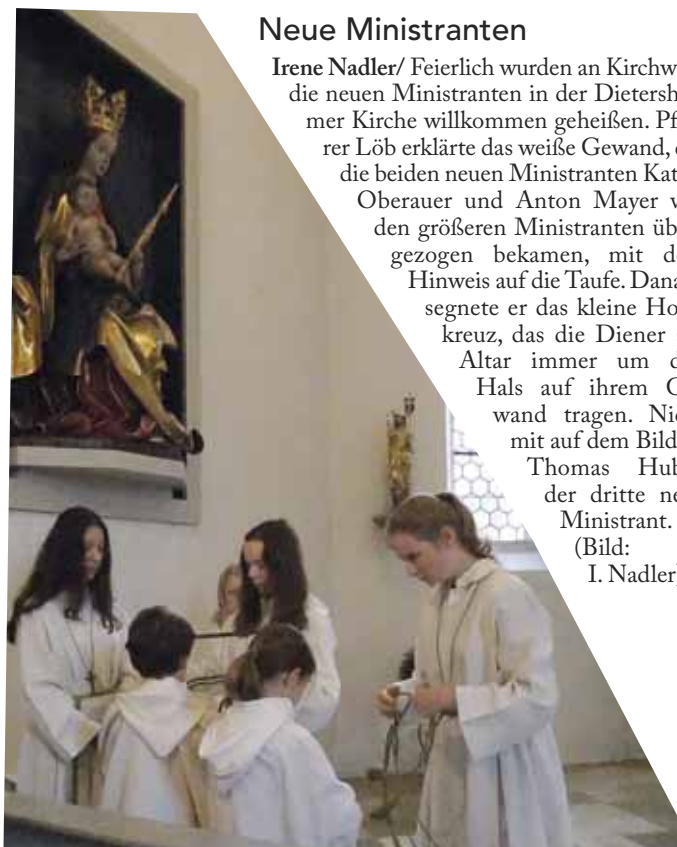 Neue Ministranten
Irene Nadler/ Feierlich wurden an Kirchw
die neuen Ministranten in der Dietersh
mer Kirche willkommen geheißen. Pf
rer Löb erklärte das weiße Gewand,
die beiden neuen Ministranten Kat
Oberauer und Anton Mayer
den größeren Ministranten üb
gezogen bekamen, mit
Hinweis auf die Taufe. Dana
segnete er das kleine Ho
kreuz, das die Diener
Altar immer um
Hals auf ihrem
wand tragen. Ni
mit auf dem Bild
Thomas Hub
der dritte ne
Ministrant.
(Bild:
I. Nadler